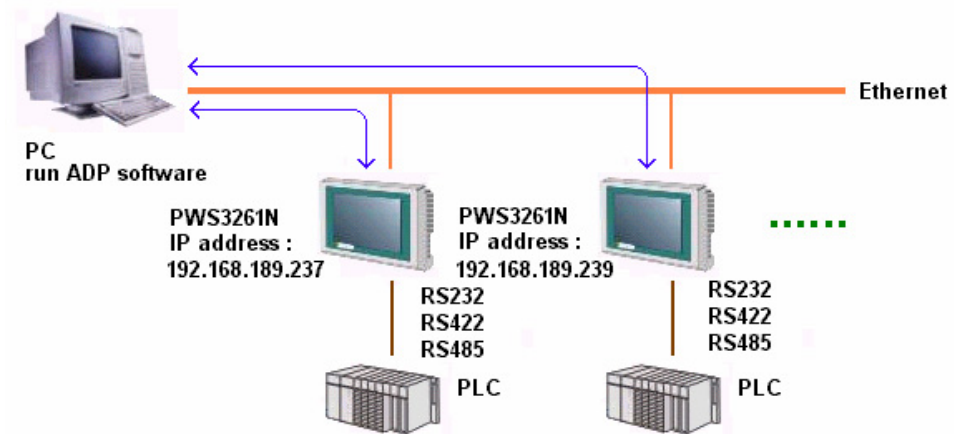 Ethernet
PC
run ADP software
PWS3261N
IP address :
192.168.189.237
PWS3261N
IP address :
192.168.189.239
RS232
RS422
RS485
RS232
RS422
RS485
PLC
PLC